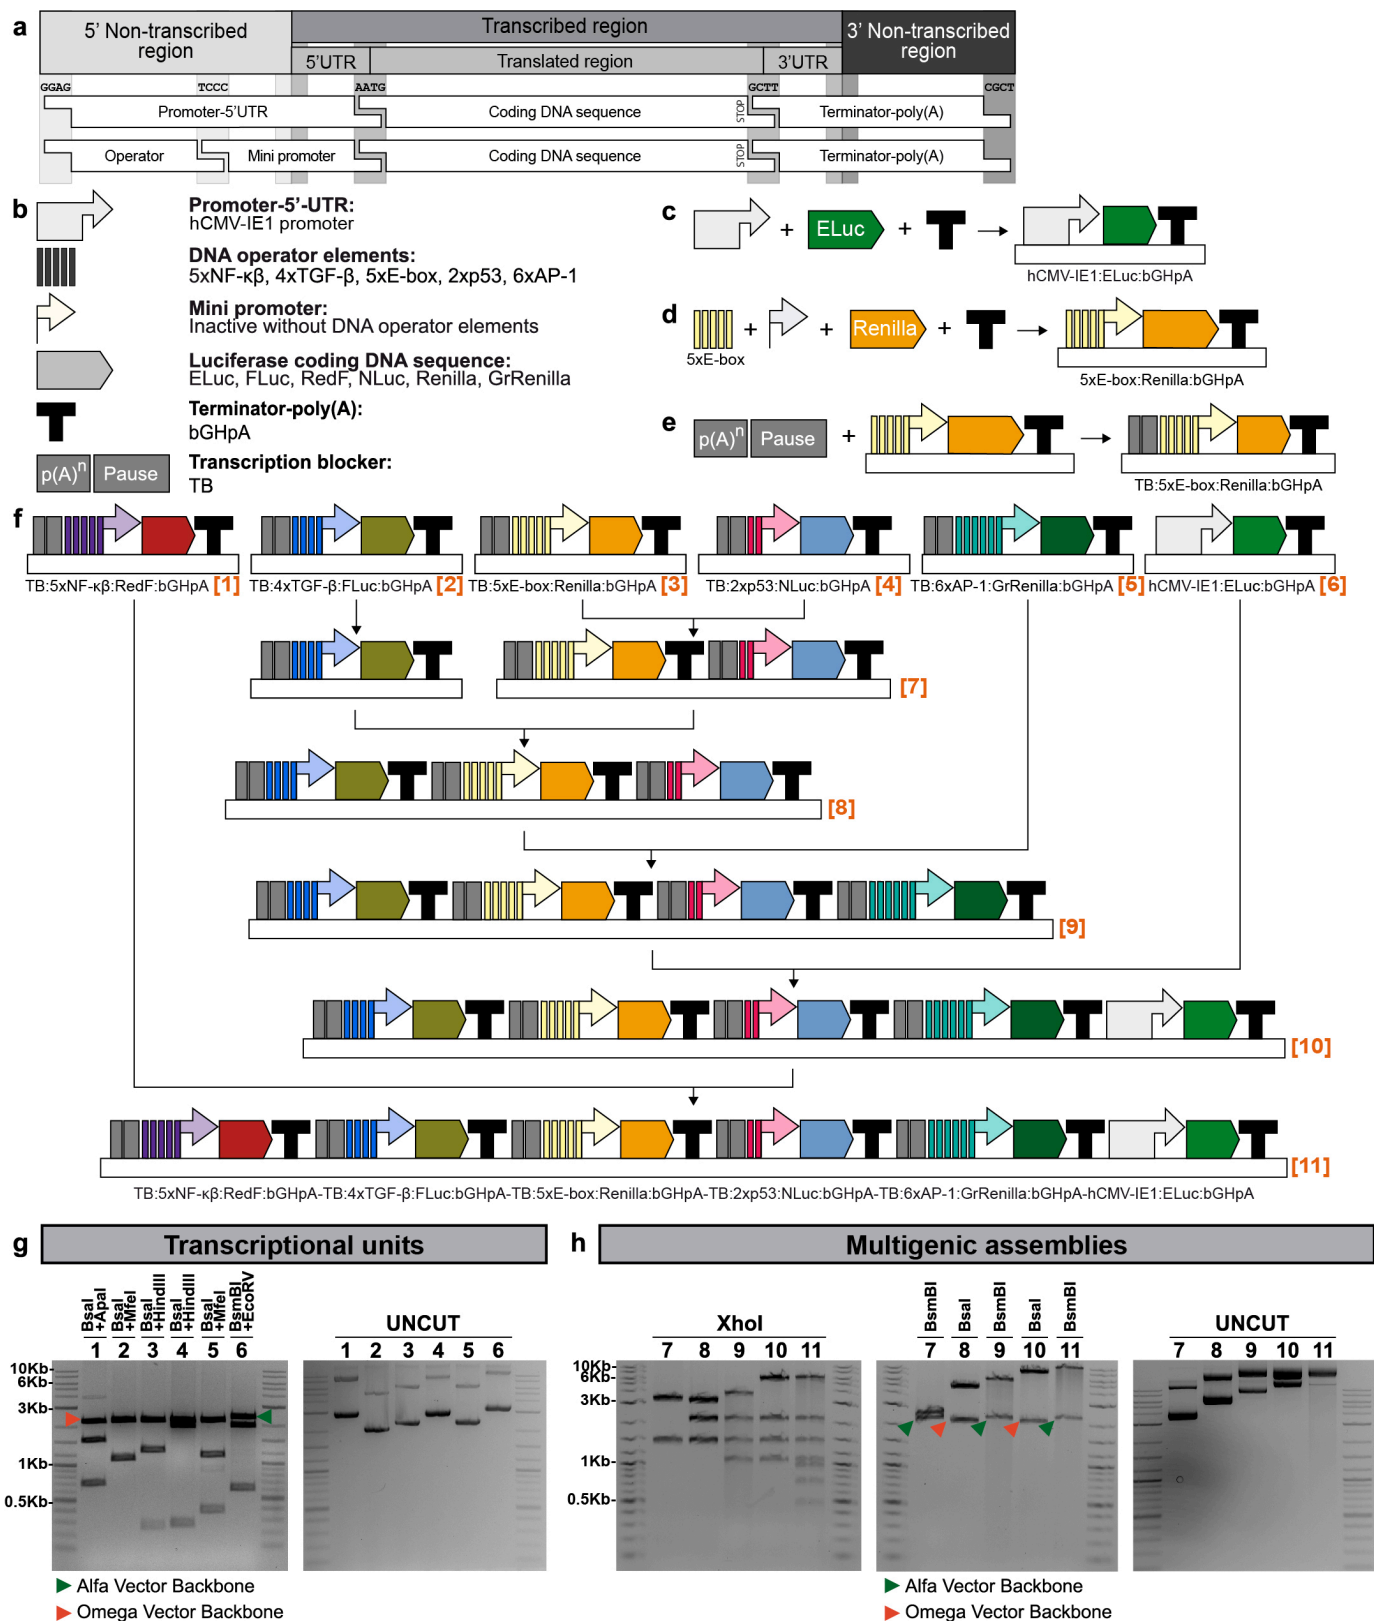 a
5’ Non-transcribed region
Transcribed region
3’ Non-transcribed region
5’UTR
Translated region
3’UTR
GGAG
TCCC
AATG
GCTT
CGCT
Promoter-5’UTR
Coding DNA sequence
STOP
Terminator-poly(A)
Operator
Mini promoter
Coding DNA sequence
STOP
Terminator-poly(A)
b
Promoter-5’-UTR:
hCMV-IE1 promoter
DNA operator elements:
5xNF-κβ, 4xTGF-β, 5xE-box, 2xp53, 6xAP-1
Mini promoter:
Inactive without DNA operator elements
Luciferase coding DNA sequence:
ELuc, FLuc, RedF, NLuc, Renilla, GrRenilla
Terminator-poly(A):
bGHpA
p(A)ⁿ Pause
Transcription blocker:
TB
c
+ ELuc +
hCMV-IE1:ELuc:bGHpA
d
+ + Renilla +
5xE-box
5xE-box:Renilla:bGHpA
e
p(A)ⁿ Pause +
TB:5xE-box:Renilla:bGHpA
f
TB:5xNF-κβ:RedF:bGHpA [1]
TB:4xTGF-β:FLuc:bGHpA [2]
TB:5xE-box:Renilla:bGHpA [3]
TB:2xp53:NLuc:bGHpA [4]
TB:6xAP-1:GrRenilla:bGHpA [5]
hCMV-IE1:ELuc:bGHpA [6]
[7]
[8]
[9]
[10]
[11]
TB:5xNF-κβ:RedF:bGHpA-TB:4xTGF-β:FLuc:bGHpA-TB:5xE-box:Renilla:bGHpA-TB:2xp53:NLuc:bGHpA-TB:6xAP-1:GrRenilla:bGHpA-hCMV-IE1:ELuc:bGHpA
g
Transcriptional units
BsaI +ApaI
BsaI +MfeI
BsaI +HindIII
BsaI +HindIII
BsaI +MfeI
BsmBI +EcoRV
1 2 3 4 5 6
UNCUT
1 2 3 4 5 6
10Kb-
6Kb-
3Kb-
1Kb-
0.5Kb-
Alfa Vector Backbone
Omega Vector Backbone
h
Multigenic assemblies
XhoI
7 8 9 10 11
BsmBI
BsaI
BsmBI
BsaI
BsmBI
7 8 9 10 11
UNCUT
7 8 9 10 11
10Kb-
6Kb-
3Kb-
1Kb-
0.5Kb-
Alfa Vector Backbone
Omega Vector Backbone